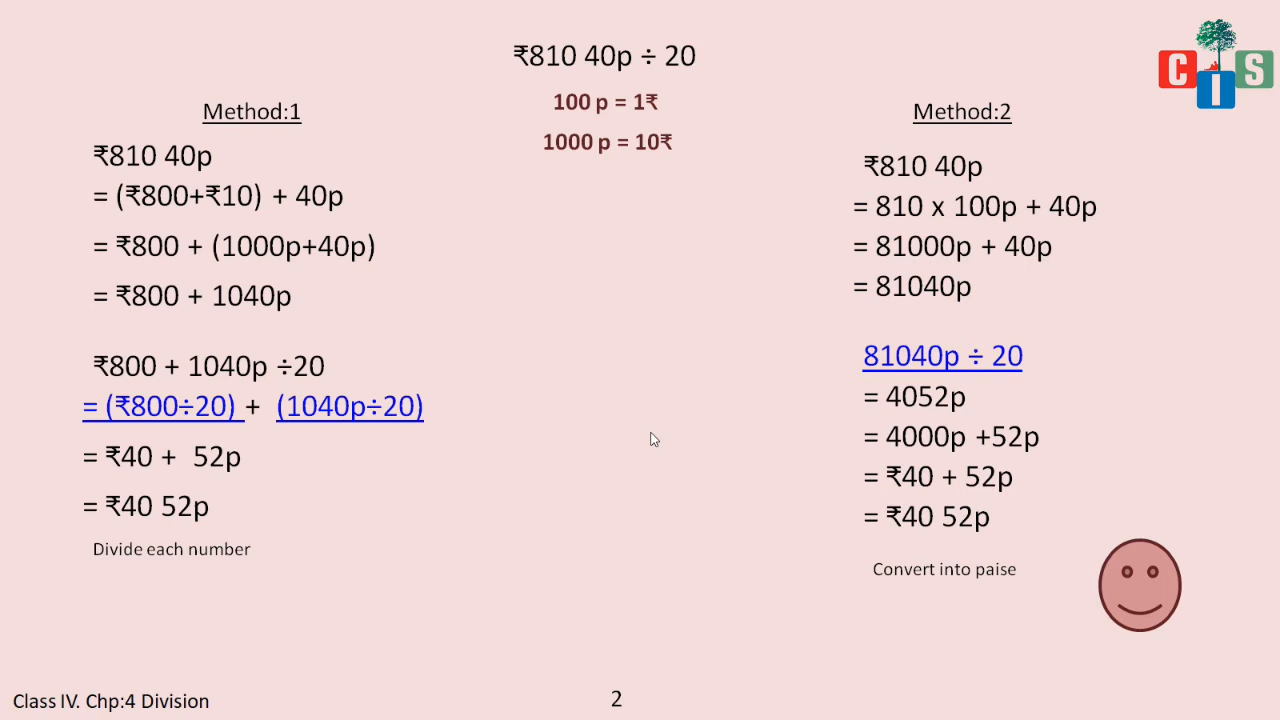 ₹810 40p ÷ 20
100 p = 1₹
1000 p = 10₹
C I S
Method:1
₹810 40p
= (₹800+₹10) + 40p
= ₹800 + (1000p+40p)
= ₹800 + 1040p
₹800 + 1040p ÷20
= (₹800÷20) + (1040p÷20)
= ₹40 + 52p
= ₹40 52p
Divide each number
Method:2
₹810 40p
= 810 x 100p + 40p
= 81000p + 40p
= 81040p
81040p ÷ 20
= 4052p
= 4000p +52p
= ₹40 + 52p
= ₹40 52p
Convert into paise
Class IV. Chp:4 Division
2